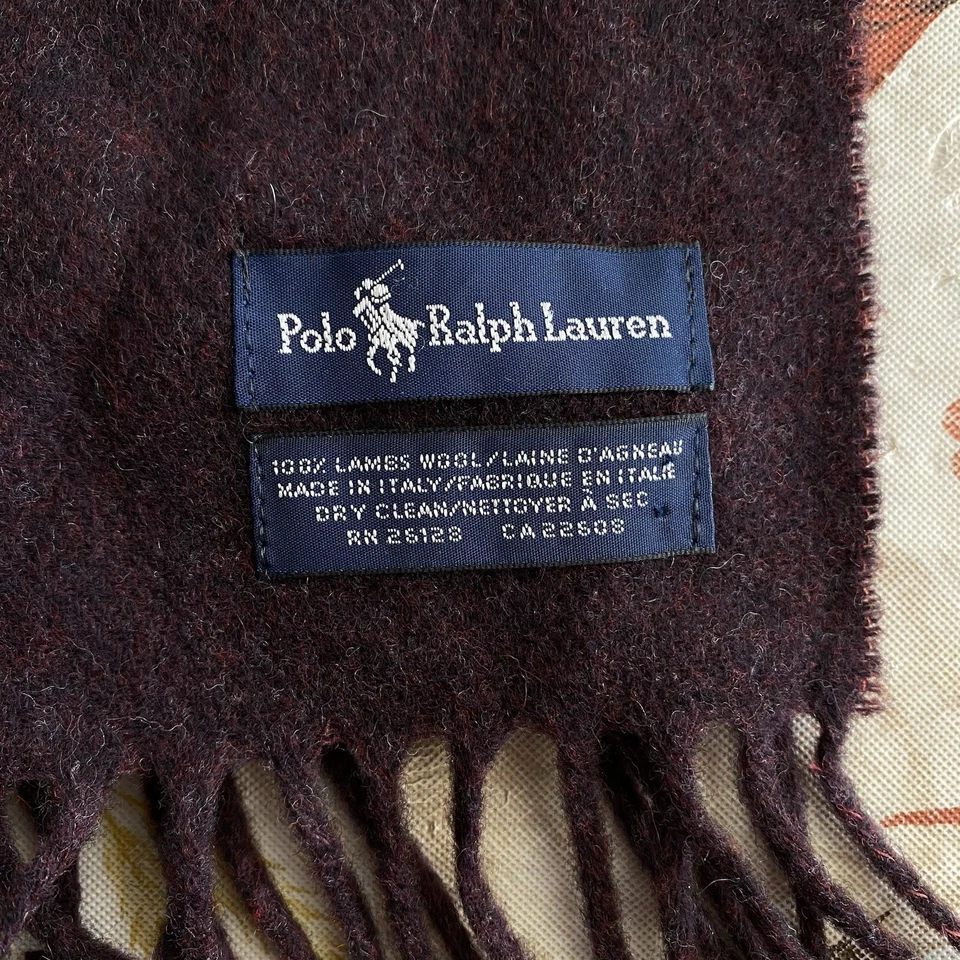 Polo Ralph Lauren
100% LAMBS WOOL/LAINE D'AGNEAU
MADE IN ITALY/FABRIQUE EN ITALIE
DRY CLEAN/NETTOYER À SEC
RN 26128 CA 22608